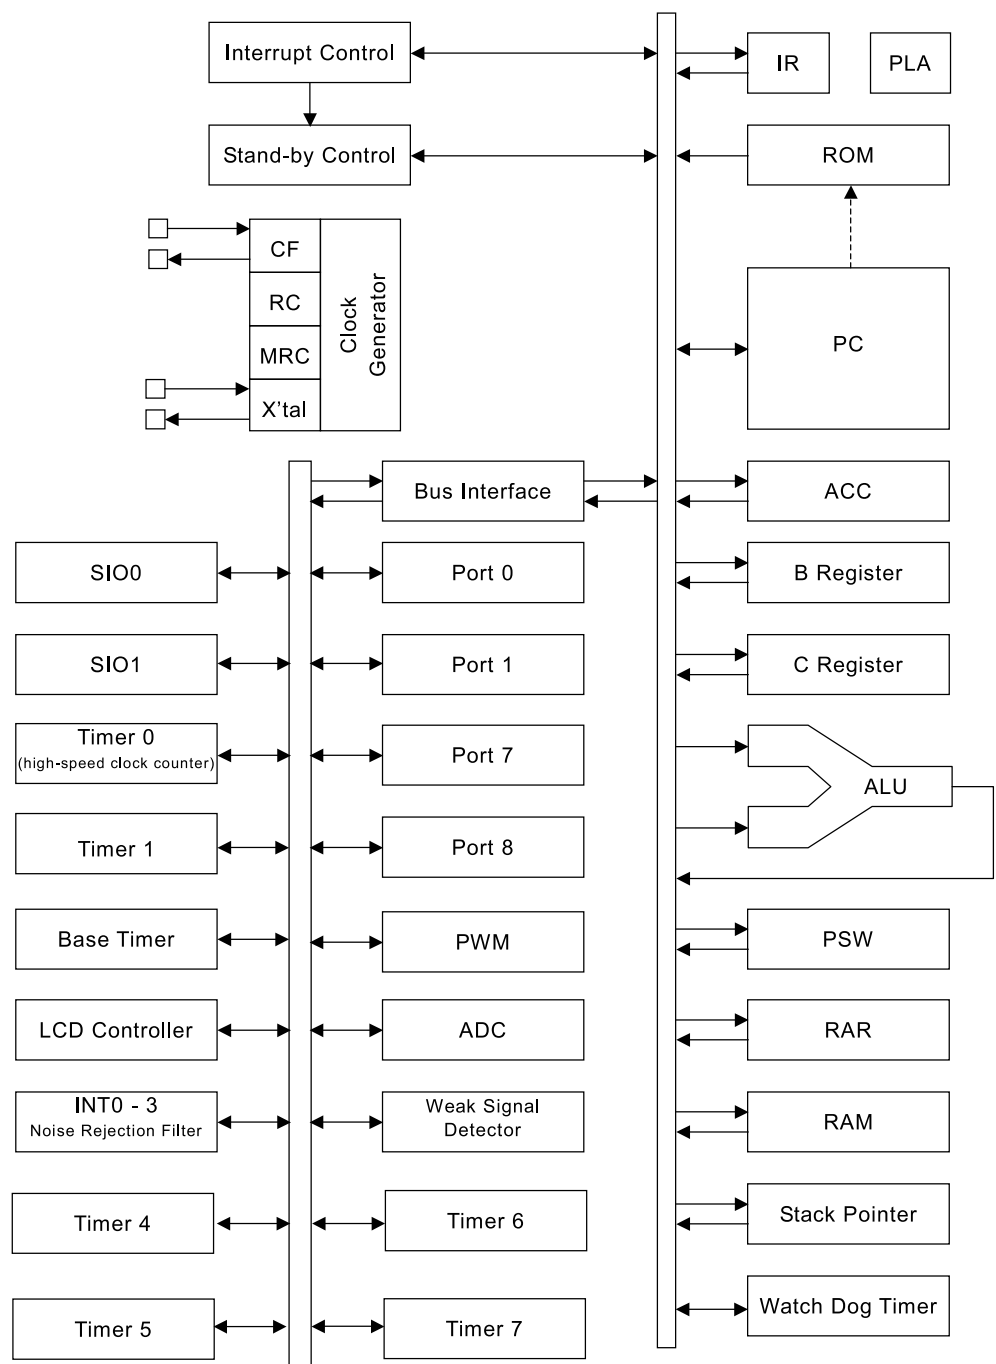 Interrupt Control
IR
PLA
Stand-by Control
ROM
CF
RC
MRC
X'tal
Clock
Generator
PC
Bus Interface
ACC
SIO0
Port 0
B Register
SIO1
Port 1
C Register
Timer 0
(high-speed clock counter)
Port 7
ALU
Timer 1
Port 8
Base Timer
PWM
PSW
LCD Controller
ADC
RAR
INT0 - 3
Noise Rejection Filter
Weak Signal
Detector
RAM
Timer 4
Timer 6
Stack Pointer
Timer 5
Timer 7
Watch Dog Timer